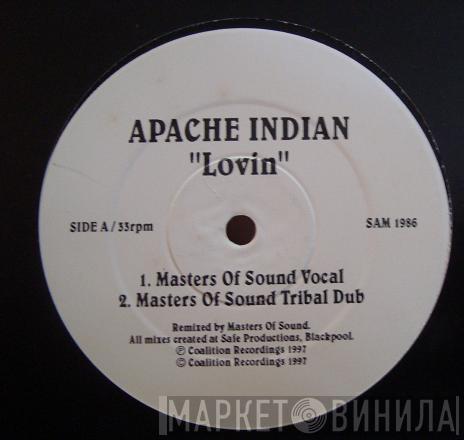 APACHE INDIAN
"Lovin"
SIDE A / 33rpm
SAM 1986
1. Masters Of Sound Vocal
2. Masters Of Sound Tribal Dub
Remixed by Masters Of Sound.
All mixes created at Safe Productions, Blackpool.
℗ Coalition Recordings 1997
© Coalition Recordings 1997
МАРКЕТ ВИНИЛА